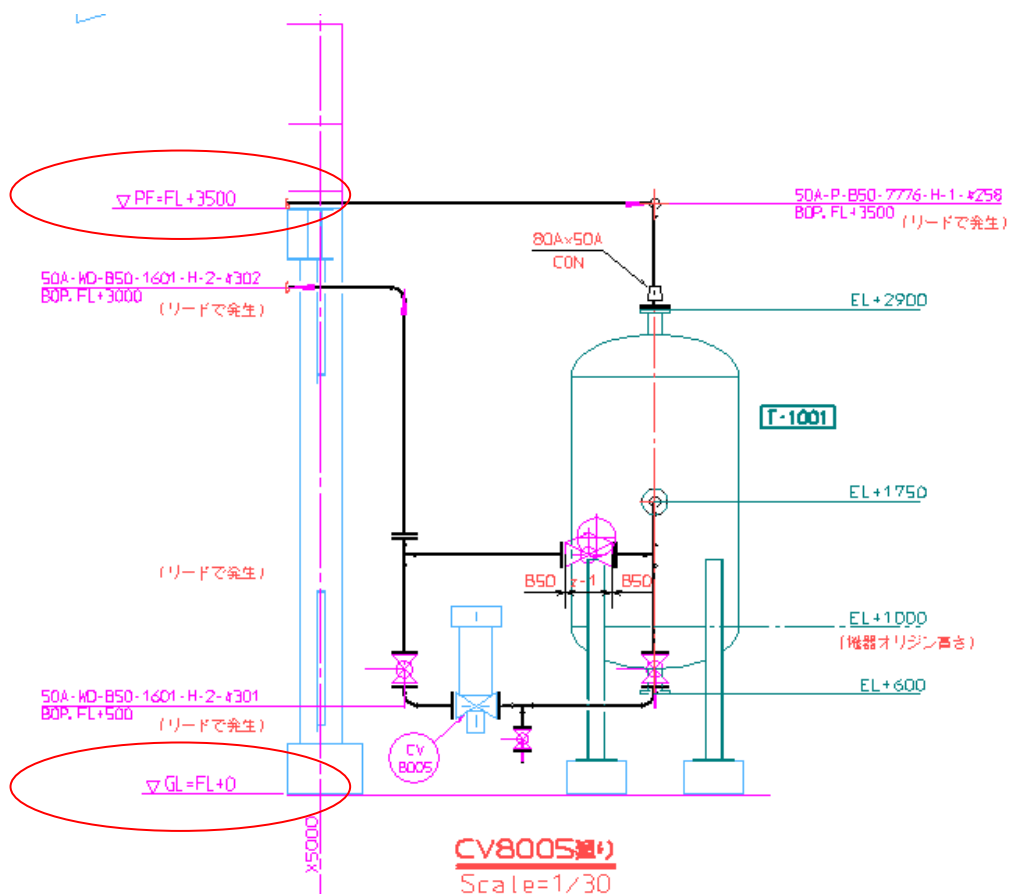 ▽ PF=FL+3500
50A-P-B50-7776-H-1-#258
BOP. FL+3500 (リードで発生)
80A×50A
CON
50A-WD-B50-1601-H-2-#302
BOP. FL+3000
(リードで発生)
EL+2900
T-1001
EL+1750
(リードで発生)
B50
B50
EL+1000
(機器オリジン高さ)
EL+600
50A-WD-B50-1601-H-2-#301
BOP. FL+500
(リードで発生)
CV
8005
▽ GL=FL+0
X5000
CV8005廻り
Scale=1/30